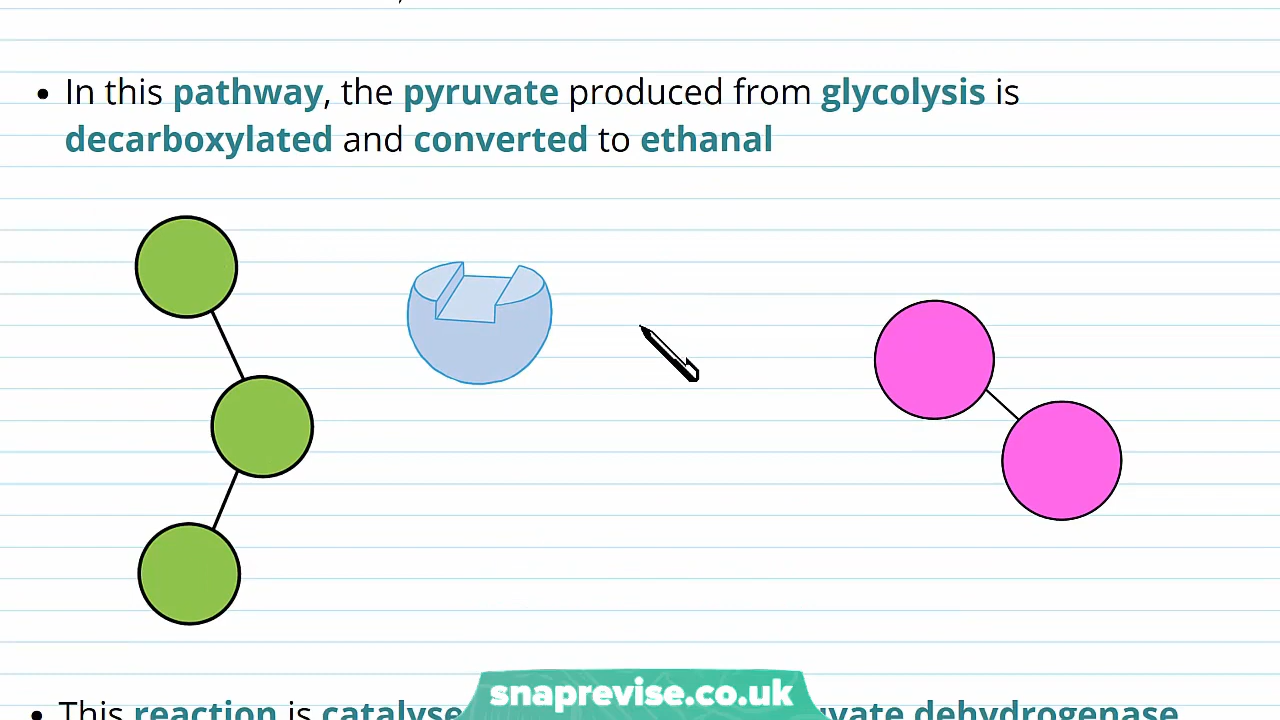 • In this pathway, the pyruvate produced from glycolysis is
decarboxylated and converted to ethanal
snaprevise.co.uk
• This reaction is dehydrogenase